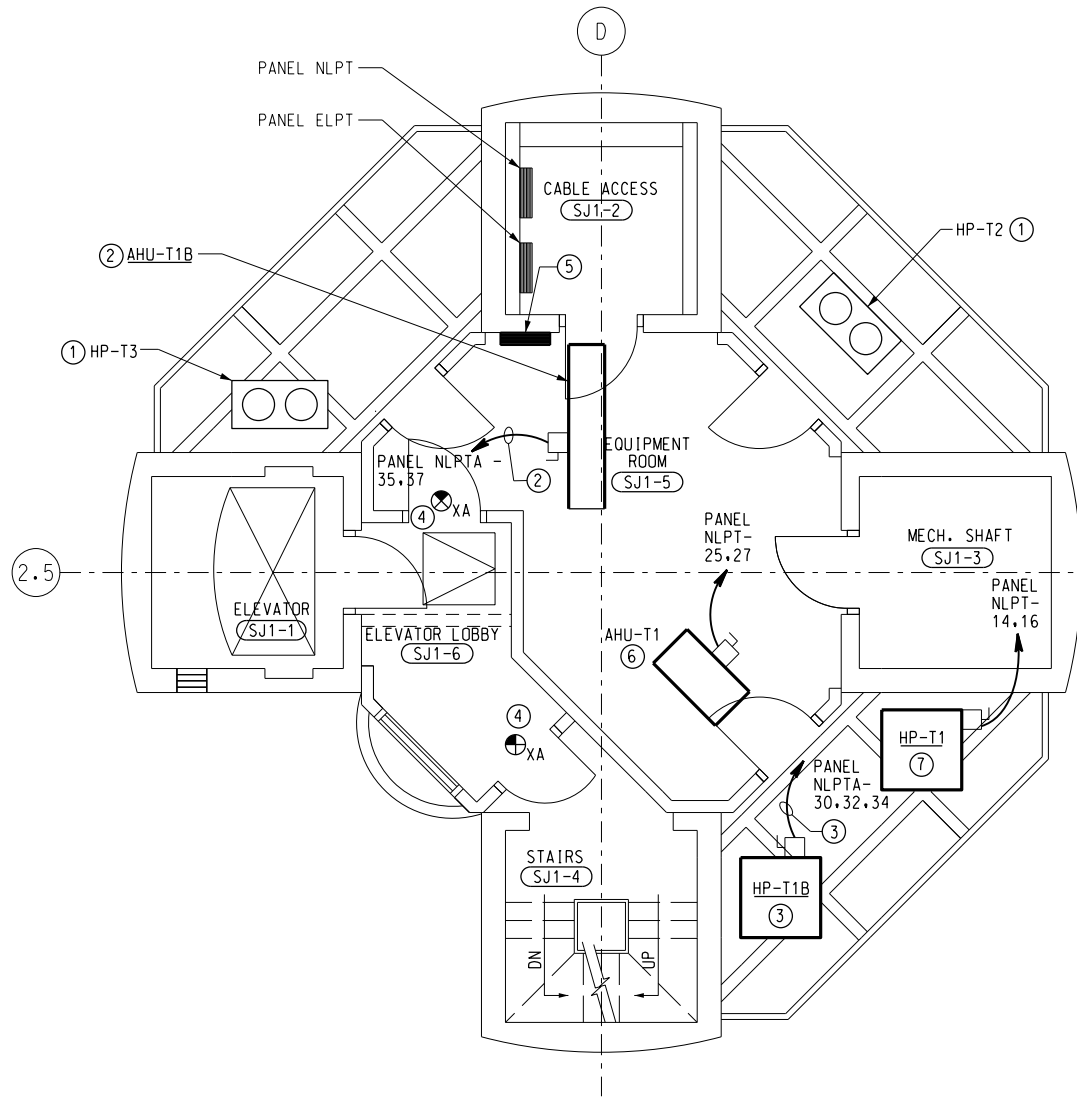 D
PANEL NLPT
PANEL ELPT
CABLE ACCESS
SJ1-2
HP-T2 1
2 AHU-T1B
5
1 HP-T3
PANEL NLPTA -
35,37
2
EQUIPMENT
ROOM
SJ1-5
4
XA
PANEL
NLPT-
25,27
MECH. SHAFT
SJ1-3
2.5
PANEL
NLPT-
14,16
ELEVATOR
SJ1-1
ELEVATOR LOBBY
SJ1-6
AHU-T1
6
4
XA
HP-T1
7
PANEL
NLPTA-
30,32,34
3
STAIRS
SJ1-4
HP-T1B
3
DN
UP